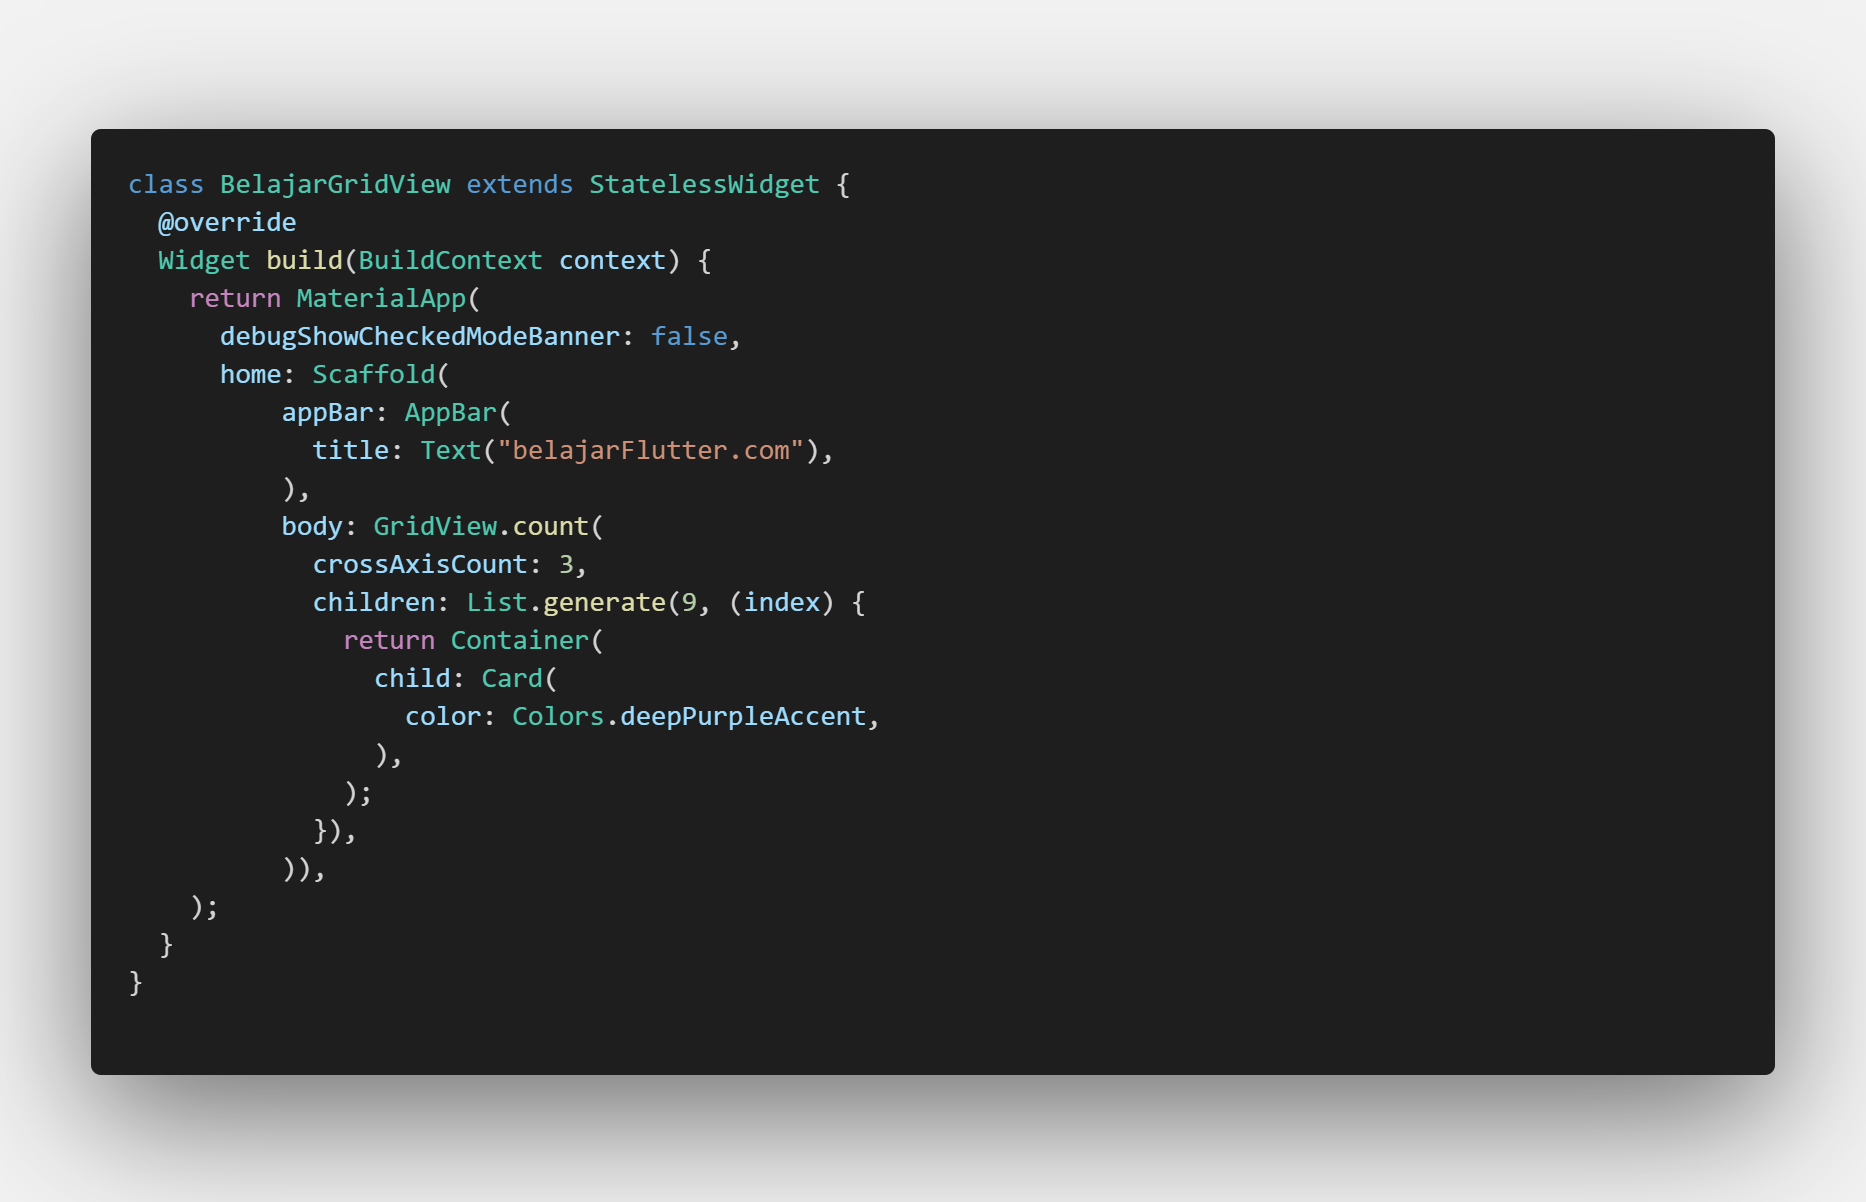 class BelajarGridView extends StatelessWidget {
  @override
  Widget build(BuildContext context) {
    return MaterialApp(
      debugShowCheckedModeBanner: false,
      home: Scaffold(
          appBar: AppBar(
            title: Text("belajarFlutter.com"),
          ),
          body: GridView.count(
            crossAxisCount: 3,
            children: List.generate(9, (index) {
              return Container(
                child: Card(
                  color: Colors.deepPurpleAccent,
                ),
              );
            }),
          )),
    );
  }
}